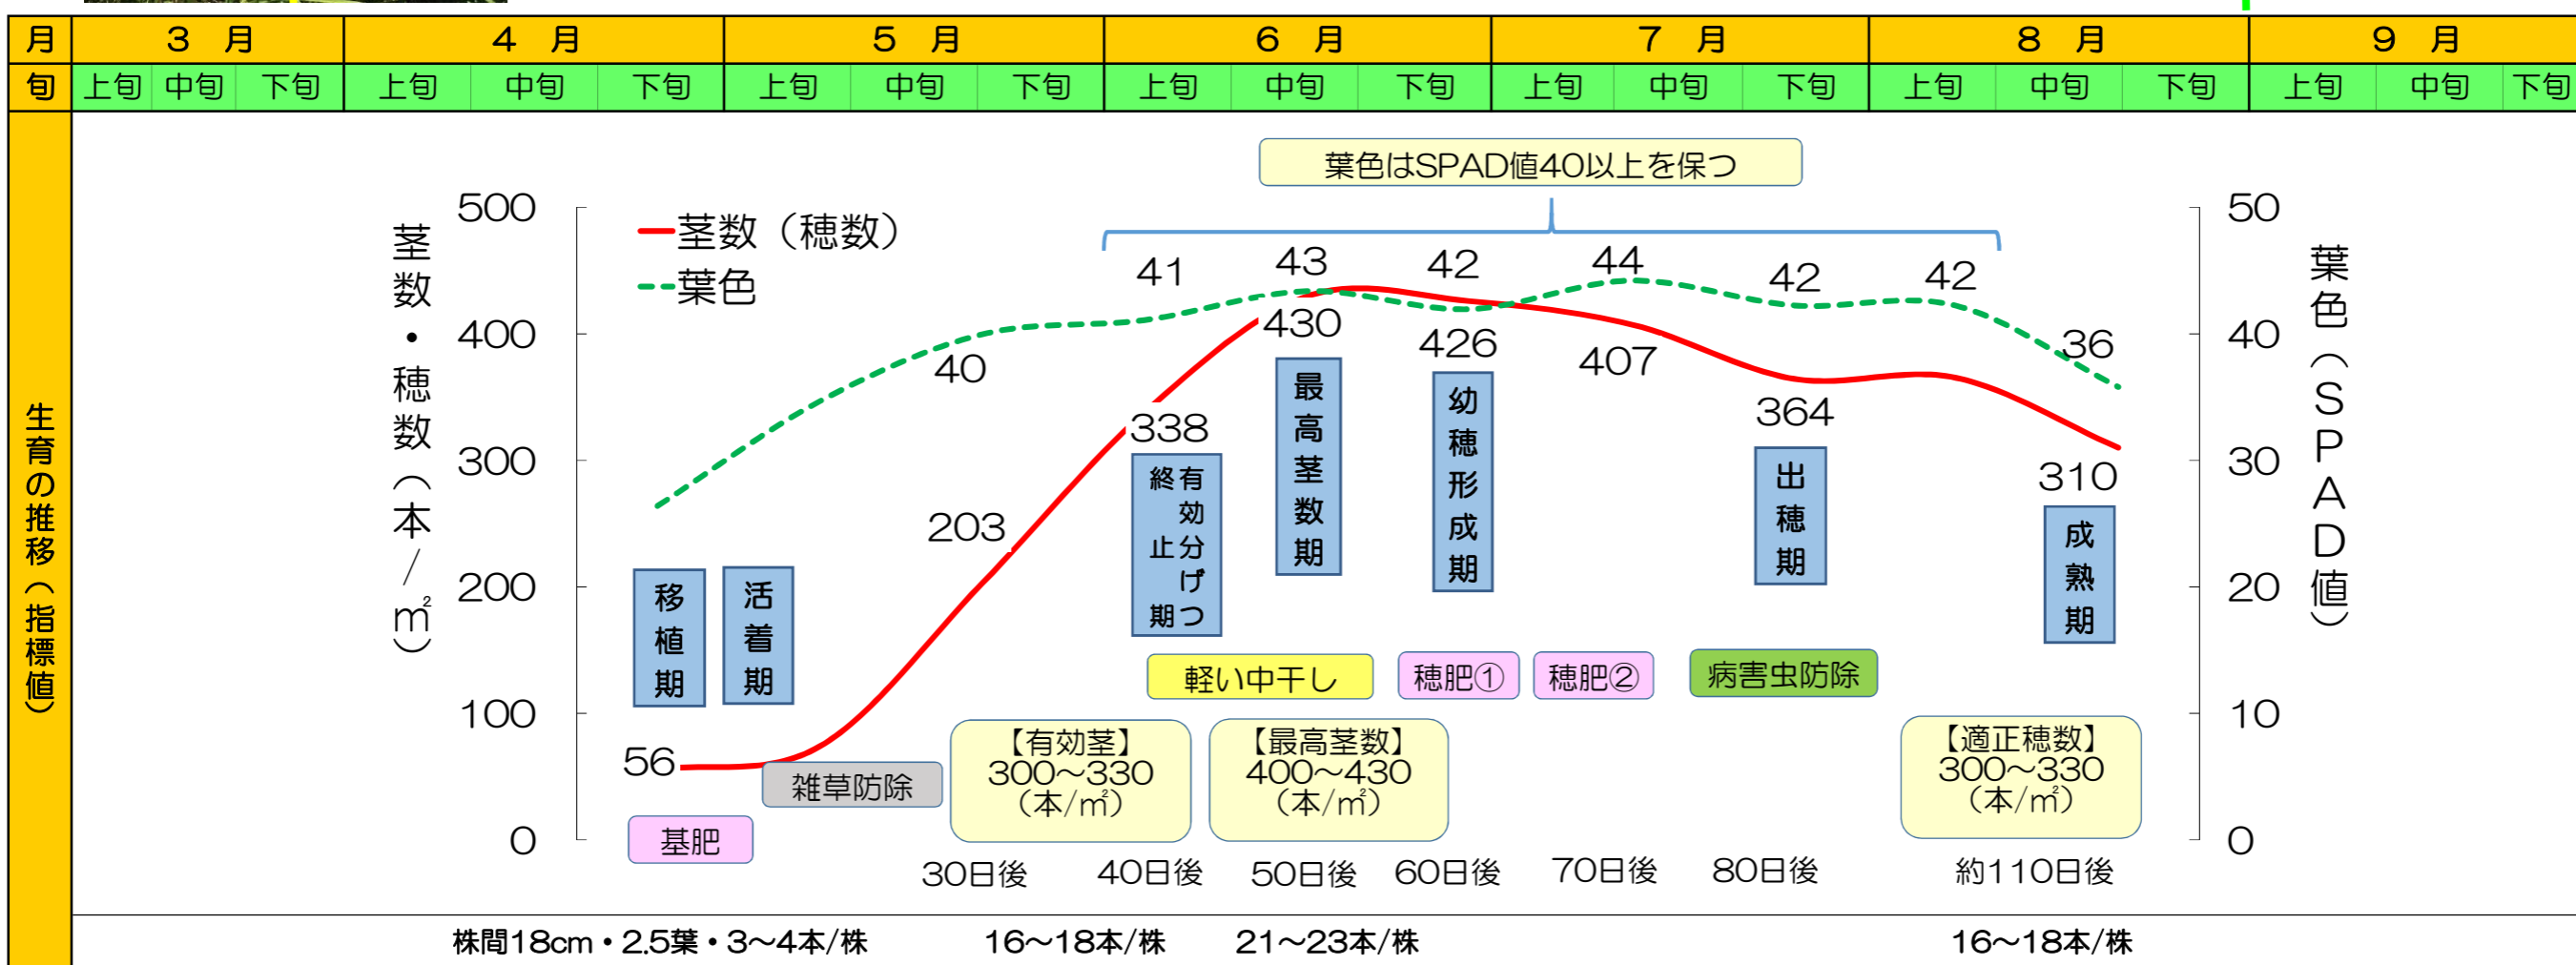 月 3月 4月 5月 6月 7月 8月 9月
旬 上旬 中旬 下旬 上旬 中旬 下旬 上旬 中旬 下旬 上旬 中旬 下旬 上旬 中旬 下旬 上旬 中旬 下旬 上旬 中旬 下旬
生育の推移（指標値）
葉色はSPAD値40以上を保つ
茎数・穂数（本/㎡）
500
400
300
200
100
0
茎数（穂数）
葉色
41 43 42 44 42 42 36
40
430 426 407 364 310
338
203
56
移植期
活着期
有効分げつ
終止期
最高茎数期
幼穂形成期
出穂期
成熟期
軽い中干し
穂肥①
穂肥②
病害虫防除
雑草防除
基肥
【有効茎】
300～330
（本/㎡）
【最高茎数】
400～430
（本/㎡）
【適正穂数】
300～330
（本/㎡）
30日後 40日後 50日後 60日後 70日後 80日後 約110日後
50
40
30
20
10
0
葉色（SPAD値）
株間18cm・2.5葉・3～4本/株 16～18本/株 21～23本/株 16～18本/株